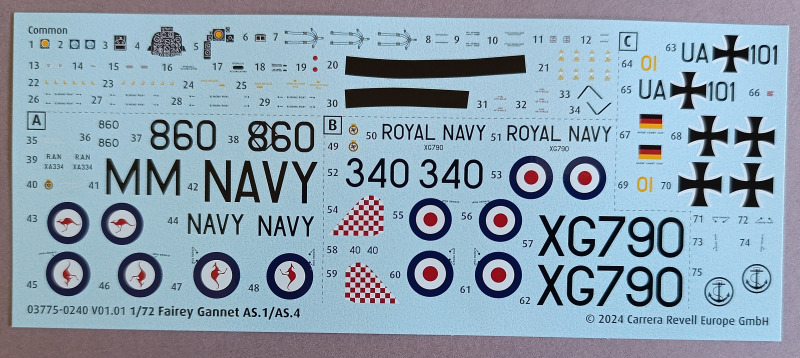 Common
1 2 3 4 5 6 7 8 9 10 11 12
13 14 15 16 17 18 19 20 21
22 23 24 25
26 27 28 29 30 31 32 33 34
A
35 860 36 860 37 860 38 860
39 R.A.N R.A.N
XA334 XA334
40 41 MM 42 NAVY
43 44 NAVY NAVY
45 46 47 48
B
49 50 ROYAL NAVY 51 ROYAL NAVY
XG790 XG790
52 340 340 53
54 55 56 57 XG790
58 40 40
59 60 61 62 XG790
C
63 UA 101
64 01
65 UA 101 66
67 68
69 01 70
71 72
73 74
75
03775-0240 V01.01 1/72 Fairey Gannet AS.1/AS.4
© 2024 Carrera Revell Europe GmbH